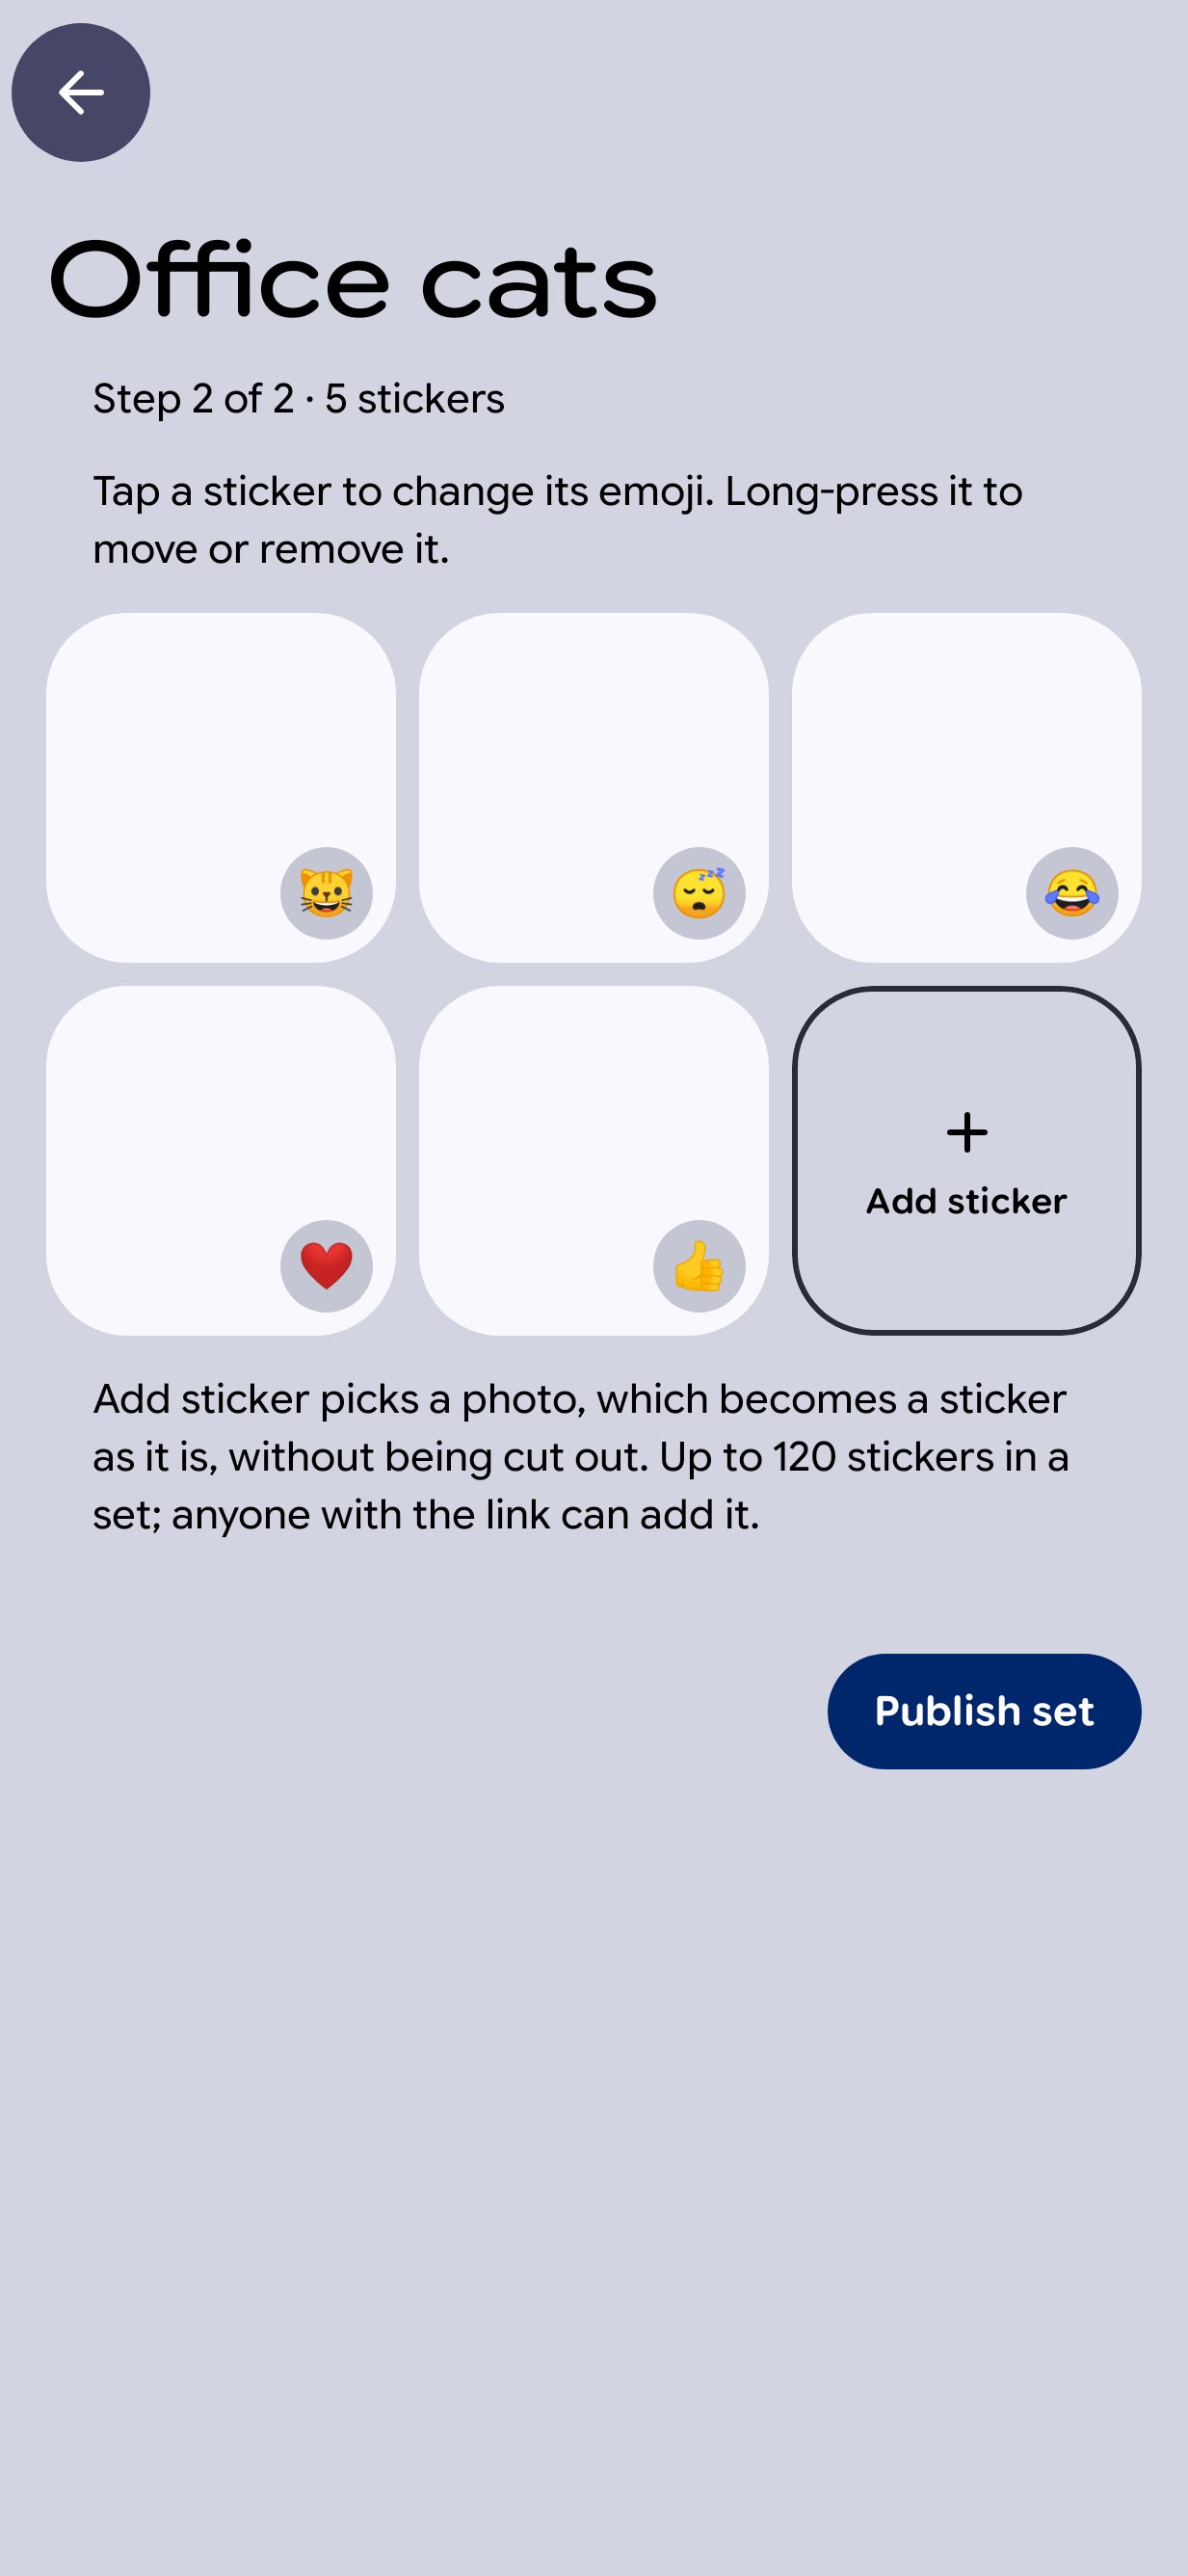 Office cats
Step 2 of 2 · 5 stickers
Tap a sticker to change its emoji. Long-press it to
move or remove it.
Add sticker
Add sticker picks a photo, which becomes a sticker
as it is, without being cut out. Up to 120 stickers in a
set; anyone with the link can add it.
Publish set